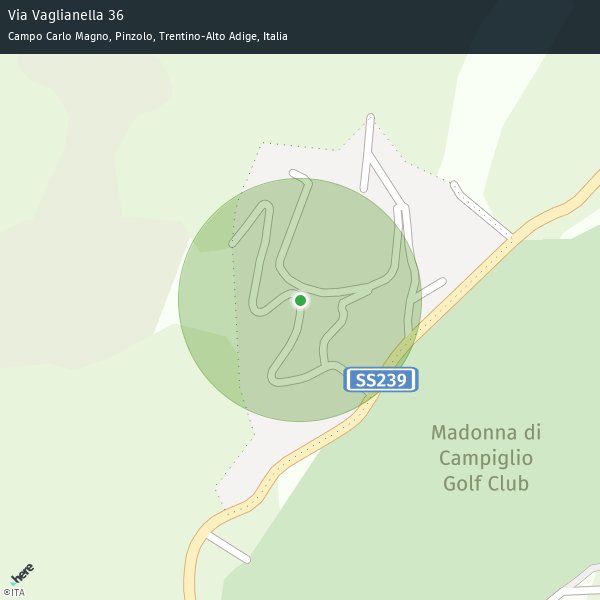 Via Vaglianella 36
Campo Carlo Magno, Pinzolo, Trentino-Alto Adige, Italia
SS239
Madonna di
Campiglio
Golf Club
here
©ITA